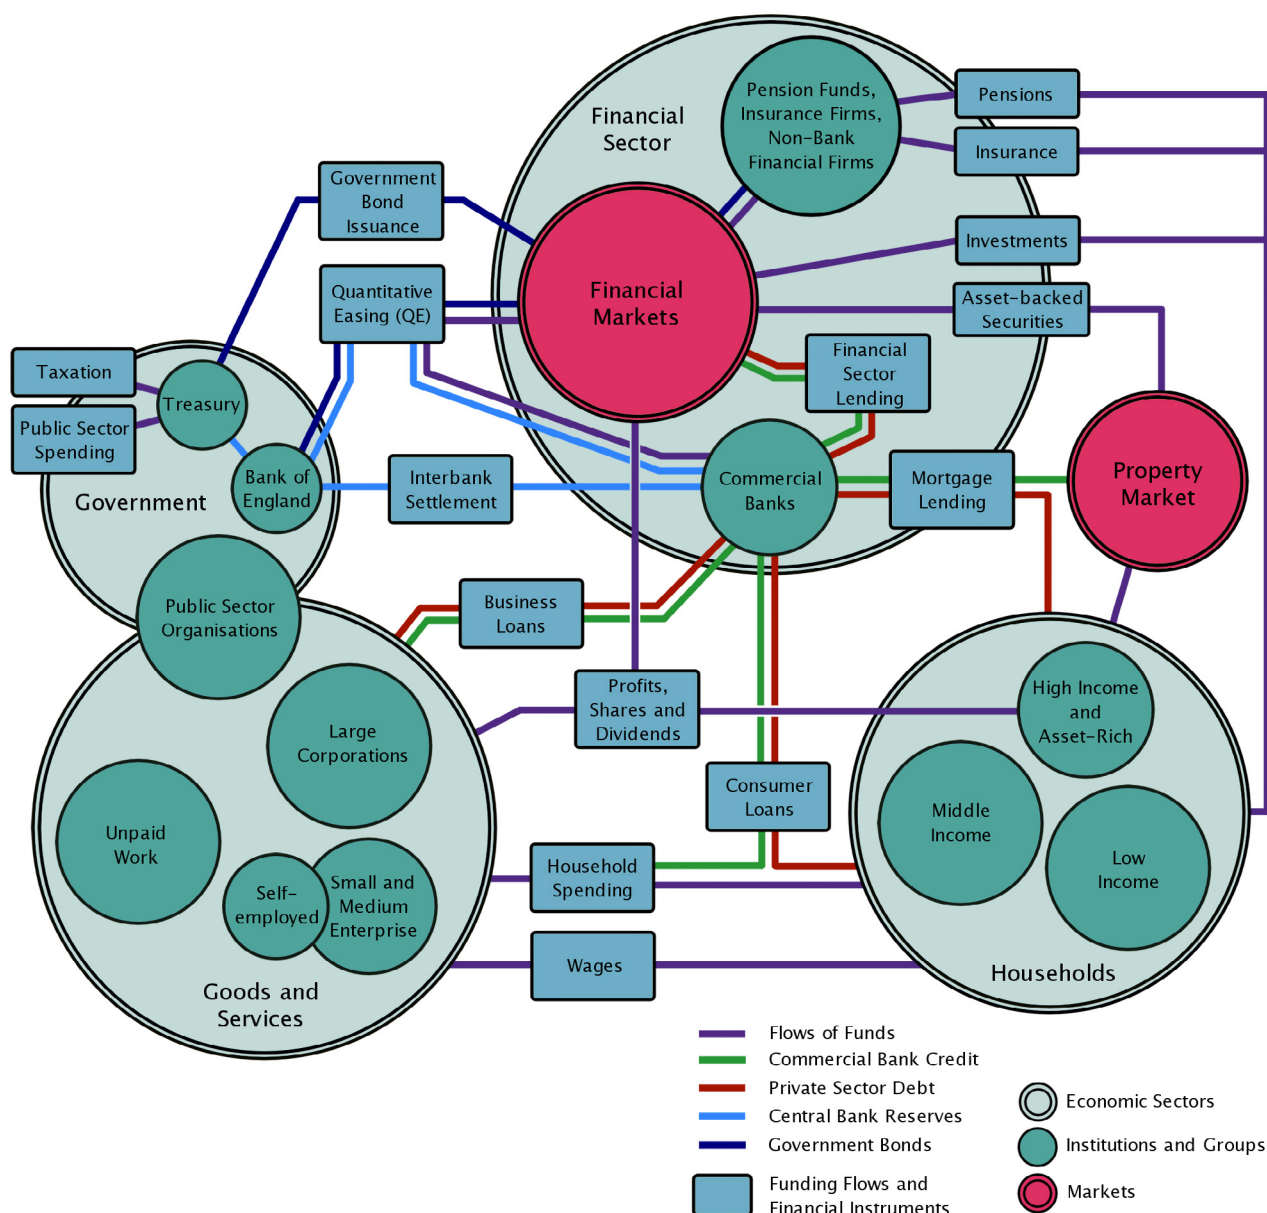 Financial
Sector
Pension Funds,
Insurance Firms,
Non-Bank
Financial Firms
Pensions
Insurance
Government
Bond
Issuance
Investments
Quantitative
Easing (QE)
Financial
Markets
Asset-backed
Securities
Taxation
Financial
Sector
Lending
Treasury
Public Sector
Spending
Bank of
England
Government
Interbank
Settlement
Commercial
Banks
Mortgage
Lending
Property
Market
Public Sector
Organisations
Business
Loans
Profits,
Shares and
Dividends
High Income
and
Asset-Rich
Large
Corporations
Consumer
Loans
Middle
Income
Unpaid
Work
Low
Income
Household
Spending
Self-
employed
Small and
Medium
Enterprise
Wages
Households
Goods and
Services
Flows of Funds
Commercial Bank Credit
Private Sector Debt
Central Bank Reserves
Government Bonds
Funding Flows and
Financial Instruments
Economic Sectors
Institutions and Groups
Markets